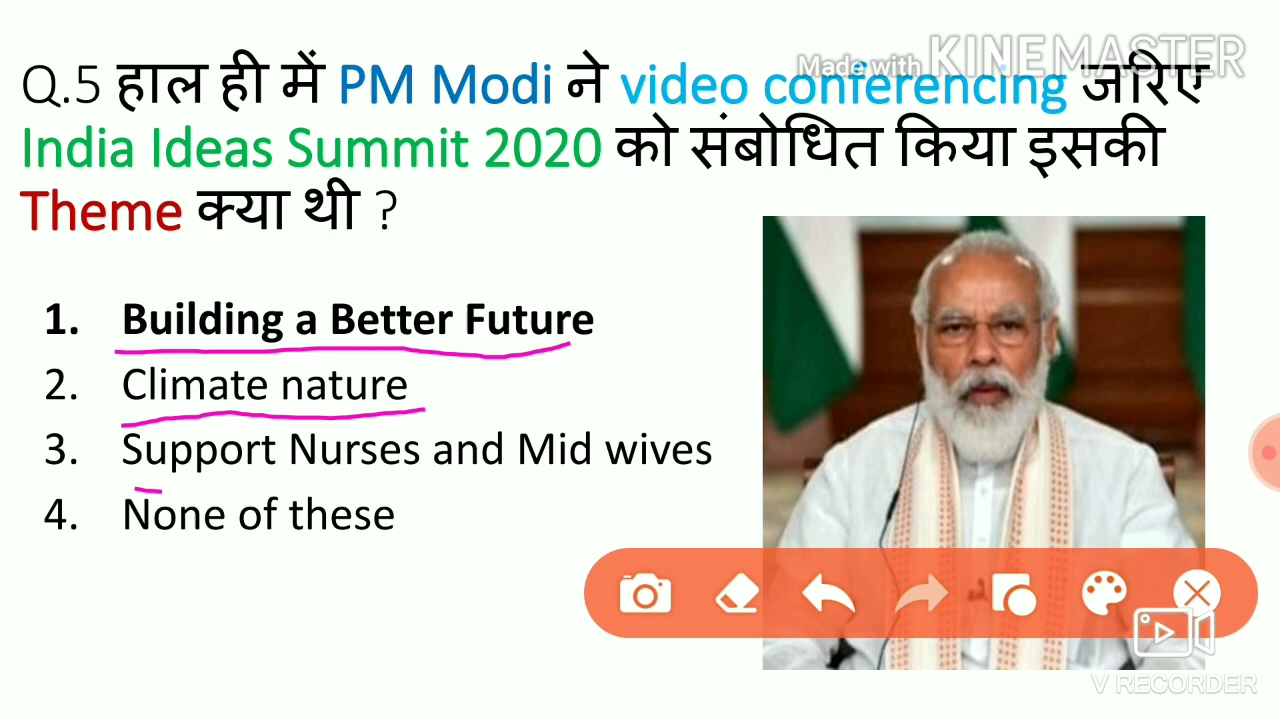 Made with KINEMASTER
Q.5 हाल ही में PM Modi ने video conferencing जरिए
India Ideas Summit 2020 को संबोधित किया इसकी
Theme क्या थी ?
1. Building a Better Future
2. Climate nature
3. Support Nurses and Mid wives
4. None of these
V RECORDER